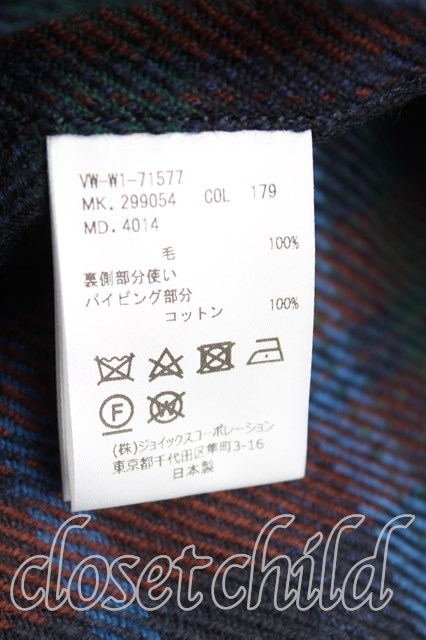 VW-W1-71577
MK. 299054 COL 179
MD. 4014
毛 100%
裏側部分使い
パイピング部分
コットン 100%
F W
(株)ジョイックスコーポレーション
東京都千代田区隼町3-16
日本製
closetchild